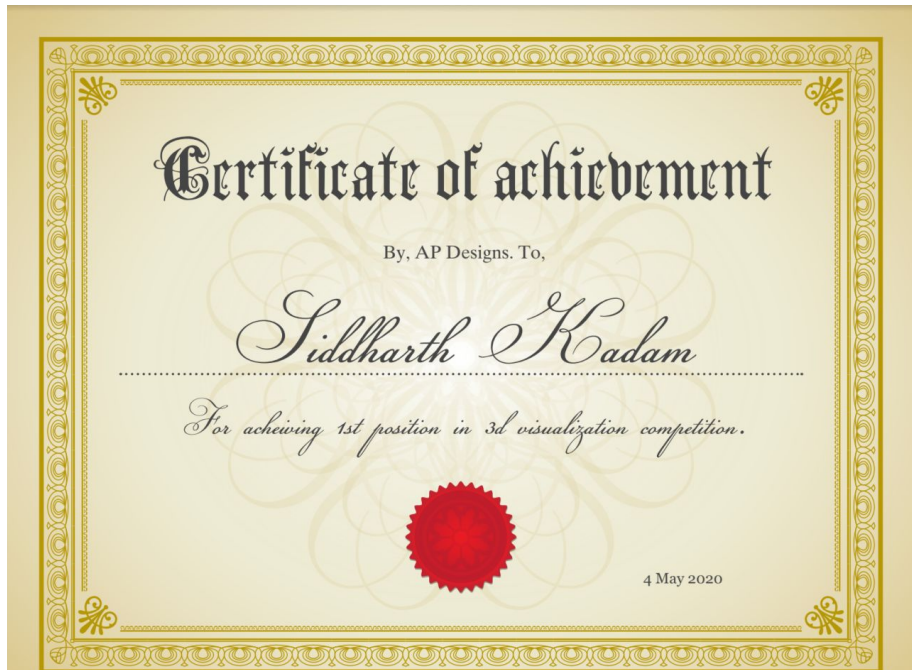 Certificate of achievement
By, AP Designs. To,
Siddharth Kadam
For acheiving 1st position in 3d visualization competition.
4 May 2020